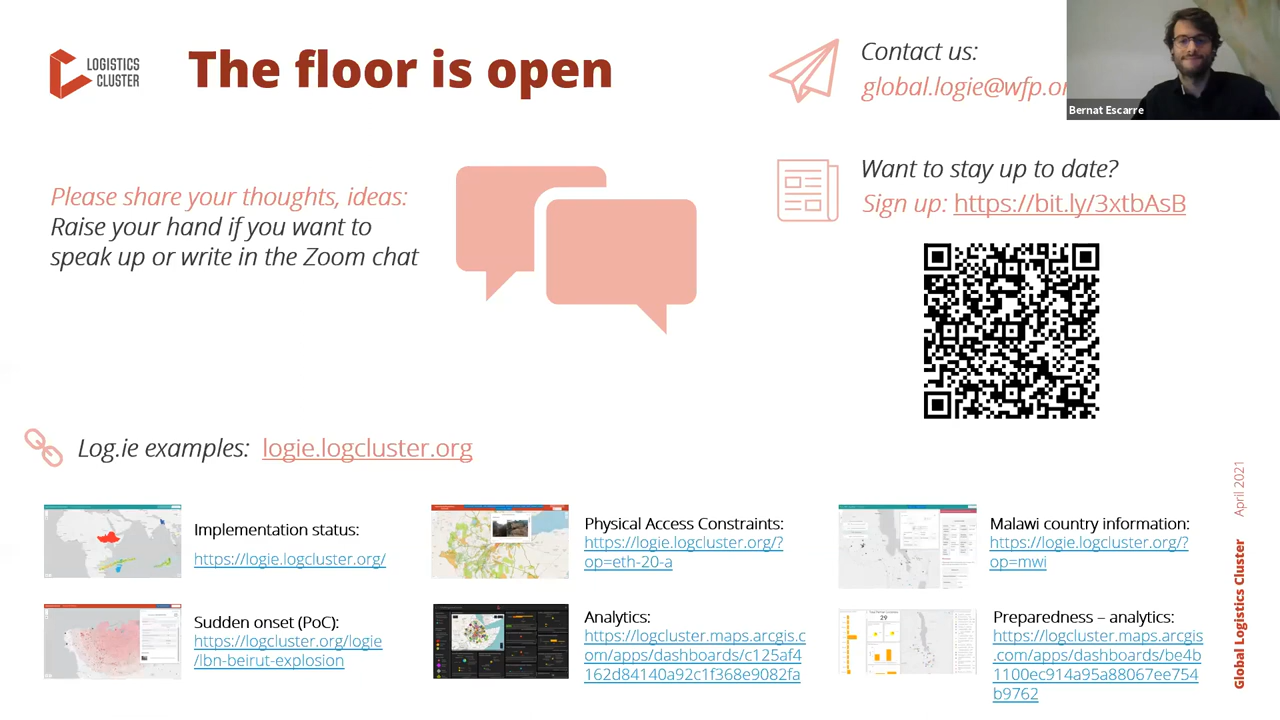 LOGISTICS
CLUSTER
The floor is open
Contact us:
global.logie@wfp.or
Bernat Escarre
Please share your thoughts, ideas:
Raise your hand if you want to
speak up or write in the Zoom chat
Want to stay up to date?
Sign up: https://bit.ly/3xtbAsB
Log.ie examples: logie.logcluster.org
Implementation status:
https://logie.logcluster.org/
Physical Access Constraints:
https://logie.logcluster.org/?
op=eth-20-a
Malawi country information:
https://logie.logcluster.org/?
op=mwi
Sudden onset (PoC):
https://logcluster.org/logie
/lbn-beirut-explosion
Analytics:
https://logcluster.maps.arcgis.c
om/apps/dashboards/c125af4
162d84140a92c1f368e9082fa
29
Preparedness – analytics:
https://logcluster.maps.arcgis
.com/apps/dashboards/be4b
1100ec914a95a88067ee754
b9762
Global Logistics Cluster April 2021